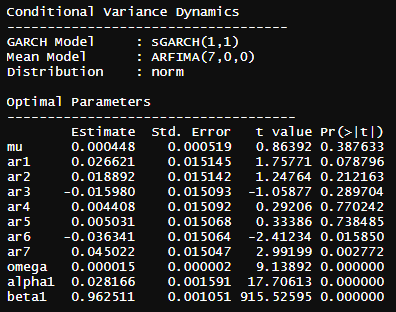 Conditional Variance Dynamics
-----------------------------------
GARCH Model : sGARCH(1,1)
Mean Model : ARFIMA(7,0,0)
Distribution : norm
Optimal Parameters
------------------------------------
Estimate Std. Error t value Pr(>|t|)
mu 0.000448 0.000519 0.86392 0.387633
ar1 0.026621 0.015145 1.75771 0.078796
ar2 0.018892 0.015142 1.24764 0.212163
ar3 -0.015980 0.015093 -1.05877 0.289704
ar4 0.004408 0.015092 0.29206 0.770242
ar5 0.005031 0.015068 0.33386 0.738485
ar6 -0.036341 0.015064 -2.41234 0.015850
ar7 0.045022 0.015047 2.99199 0.002772
omega 0.000015 0.000002 9.13892 0.000000
alpha1 0.028166 0.001591 17.70613 0.000000
beta1 0.962511 0.001051 915.52595 0.000000